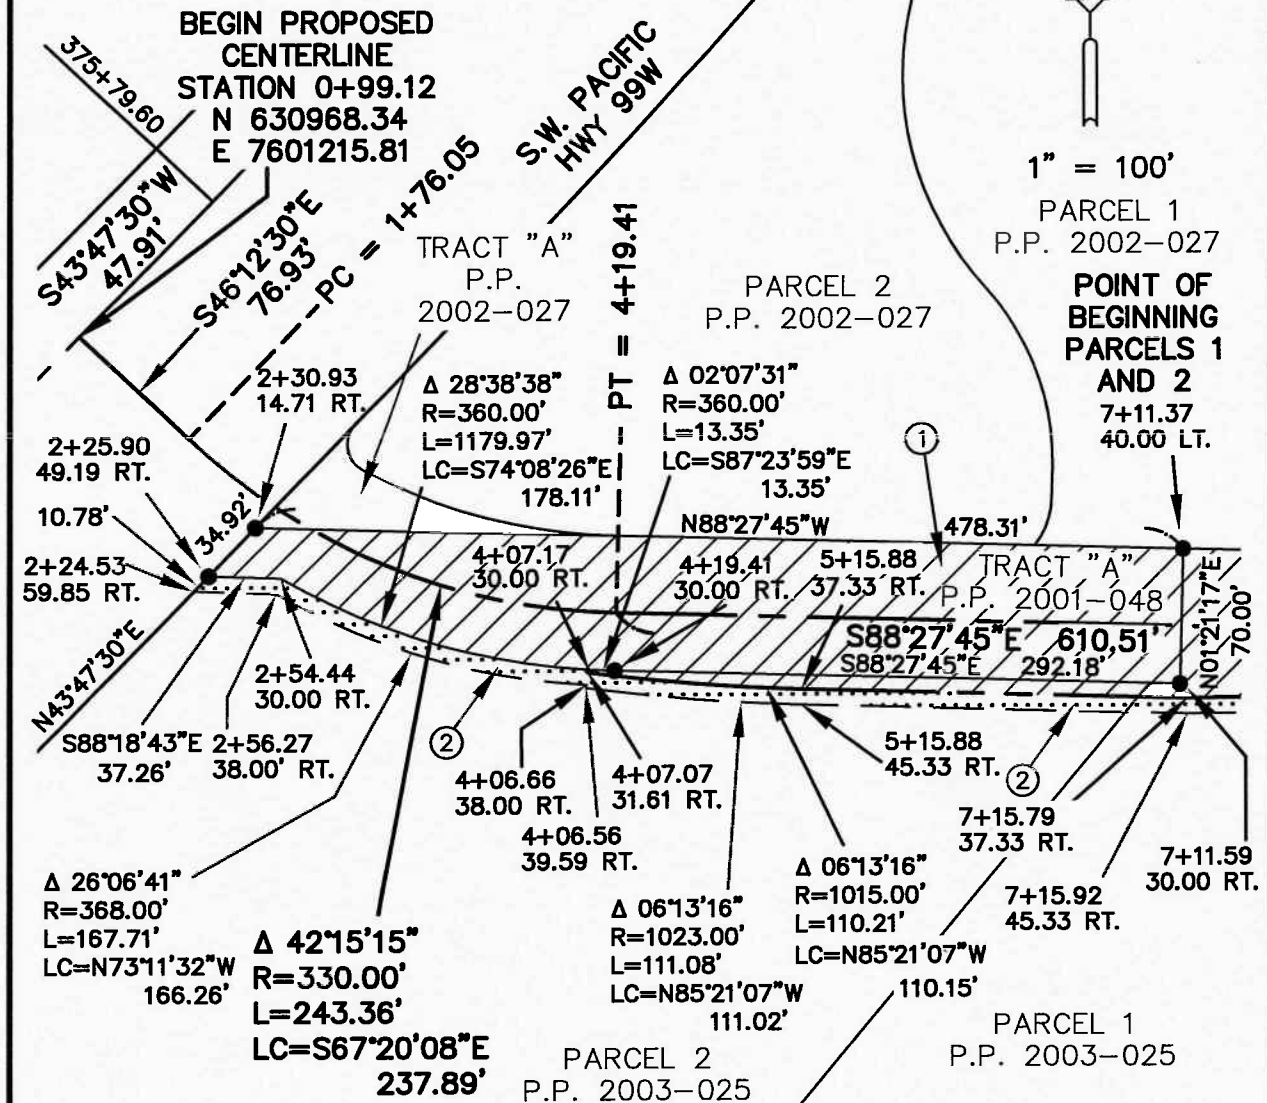 BEGIN PROPOSED
CENTERLINE
STATION 0+99.12
N 630968.34
E 7601215.81
375+79.60
S43°47'30"W
47.91'
S46°12'30"E
76.93'
PC = 1+76.05
S.W. PACIFIC
HWY 99W
1" = 100'
PARCEL 1
P.P. 2002-027
TRACT "A"
P.P.
2002-027
PT = 4+19.41
PARCEL 2
P.P. 2002-027
POINT OF
BEGINNING
PARCELS 1
AND 2
7+11.37
40.00 LT.
2+30.93
14.71 RT.
Δ 28°38'38"
R=360.00'
L=1179.97'
LC=S74°08'26"E
178.11'
Δ 02°07'31"
R=360.00'
L=13.35'
LC=S87°23'59"E
13.35'
1
2+25.90
49.19 RT.
10.78'
34.92'
2+24.53
59.85 RT.
N43°47'30"E
N88°27'45"W
478.31'
4+07.17
30.00 RT.
4+19.41
30.00 RT.
5+15.88
37.33 RT.
TRACT "A"
P.P. 2001-048
S88°27'45"E 610.51'
S88°27'45"E 292.18'
N01°21'17"E
70.00'
2+54.44
30.00 RT.
S88°18'43"E
37.26'
2+56.27
38.00' RT.
2
4+06.66
38.00 RT.
4+07.07
31.61 RT.
4+06.56
39.59 RT.
5+15.88
45.33 RT.
2
7+15.79
37.33 RT.
7+15.92
45.33 RT.
7+11.59
30.00 RT.
Δ 26°06'41"
R=368.00'
L=167.71'
LC=N73°11'32"W
166.26'
Δ 42°15'15"
R=330.00'
L=243.36'
LC=S67°20'08"E
237.89'
Δ 06°13'16"
R=1023.00'
L=111.08'
LC=N85°21'07"W
111.02'
Δ 06°13'16"
R=1015.00'
L=110.21'
LC=N85°21'07"W
110.15'
PARCEL 2
P.P. 2003-025
PARCEL 1
P.P. 2003-025